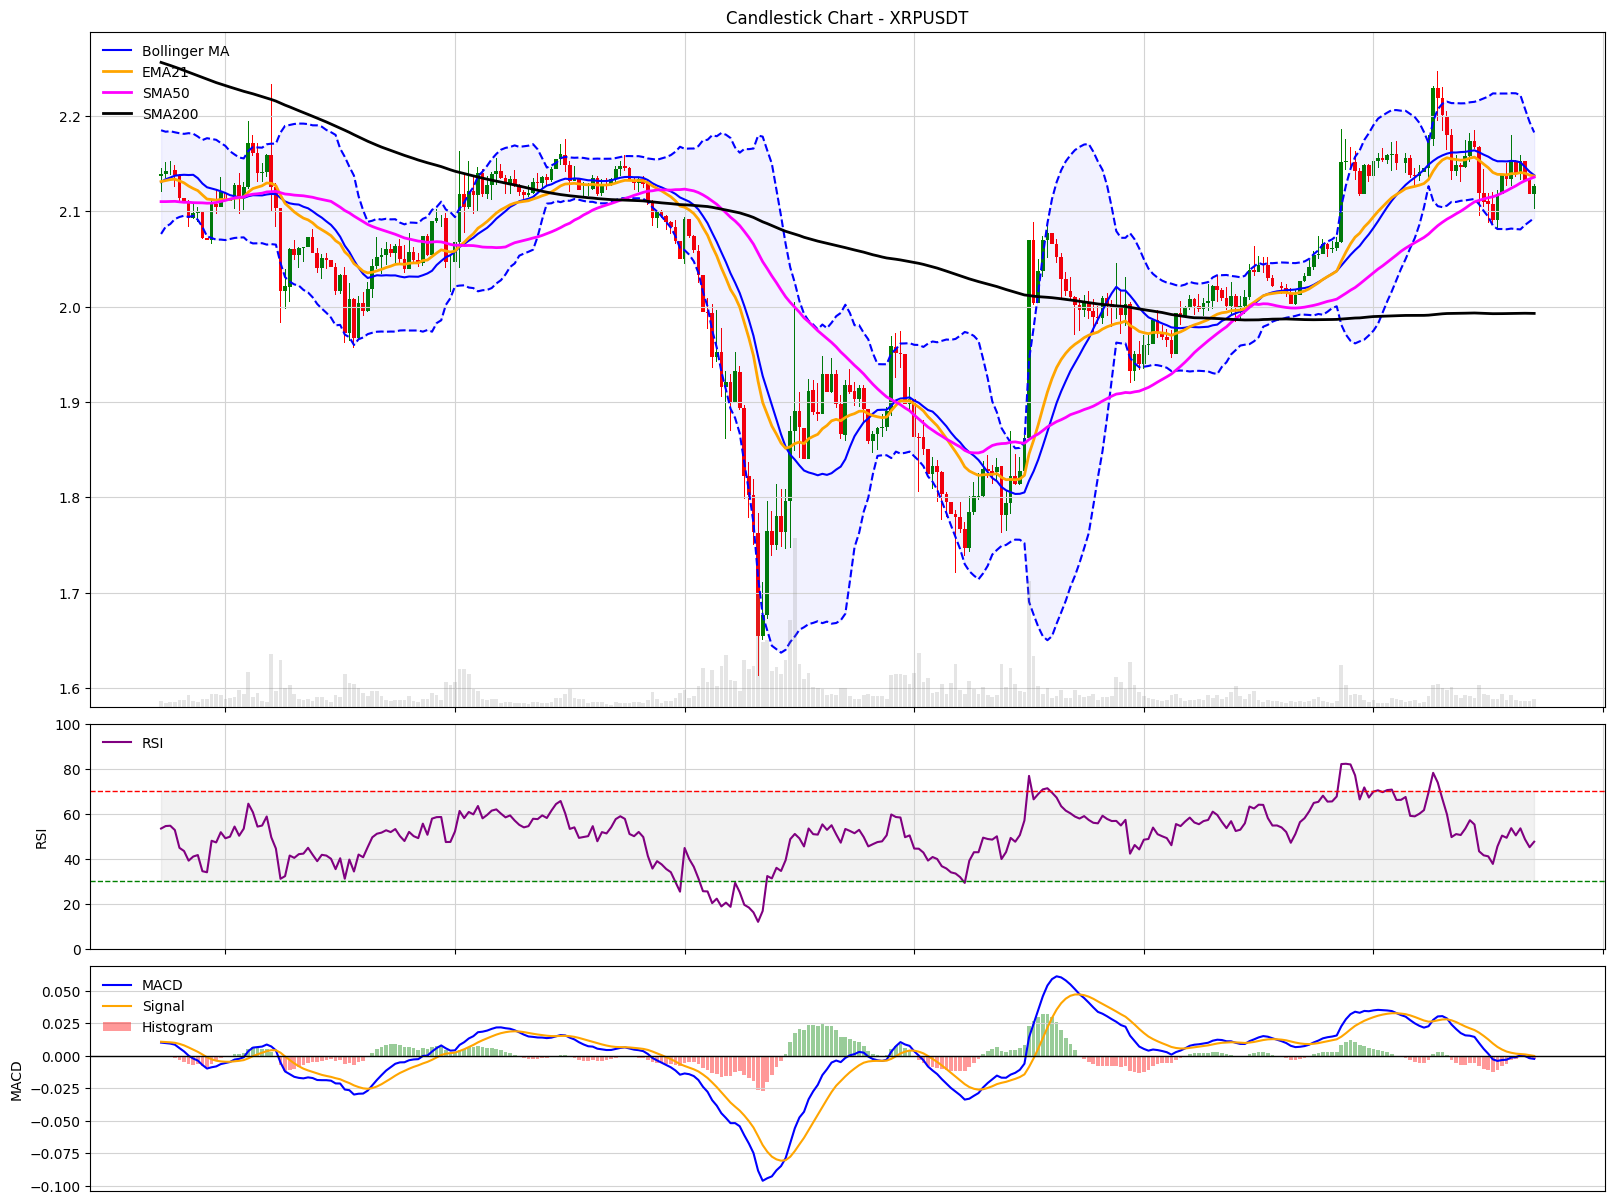 Candlestick Chart - XRPUSDT
Bollinger MA
EMA21
SMA50
SMA200
2.2
2.1
2.0
1.9
1.8
1.7
1.6
RSI
100
80
60
40
20
0
RSI
MACD
Signal
Histogram
0.050
0.025
0.000
−0.025
−0.050
−0.075
−0.100
MACD